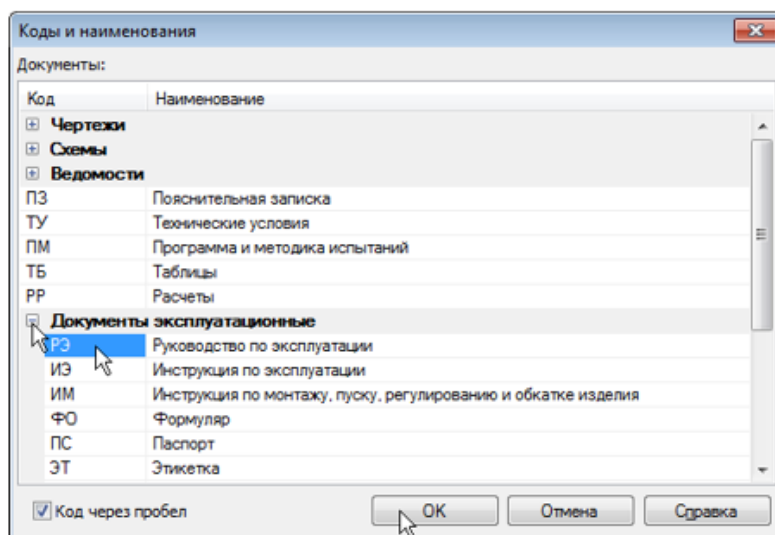 Коды и наименования
Документы:
Код Наименование
Чертежи
Схемы
Ведомости
ПЗ Пояснительная записка
ТУ Технические условия
ПМ Программа и методика испытаний
ТБ Таблицы
РР Расчеты
Документы эксплуатационные
РЭ Руководство по эксплуатации
ИЭ Инструкция по эксплуатации
ИМ Инструкция по монтажу, пуску, регулированию и обкатке изделия
ФО Формуляр
ПС Паспорт
ЭТ Этикетка
Код через пробел OK Отмена Справка